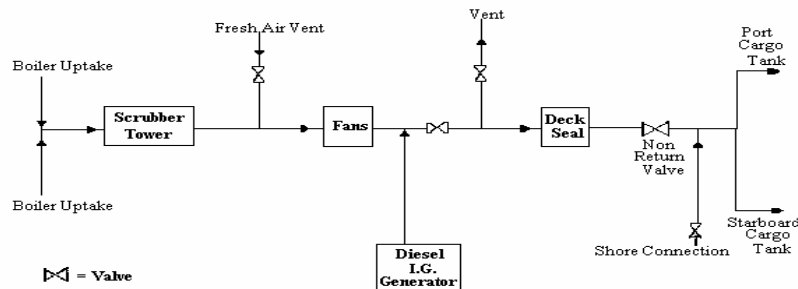 Fresh Air Vent
Vent
Port
Cargo
Tank
Boiler Uptake
Scrubber
Tower
Fans
Deck
Seal
Non
Return
Valve
Boiler Uptake
Starboard
Cargo
Tank
Shore Connection
Diesel
I.G.
Generator
= Valve